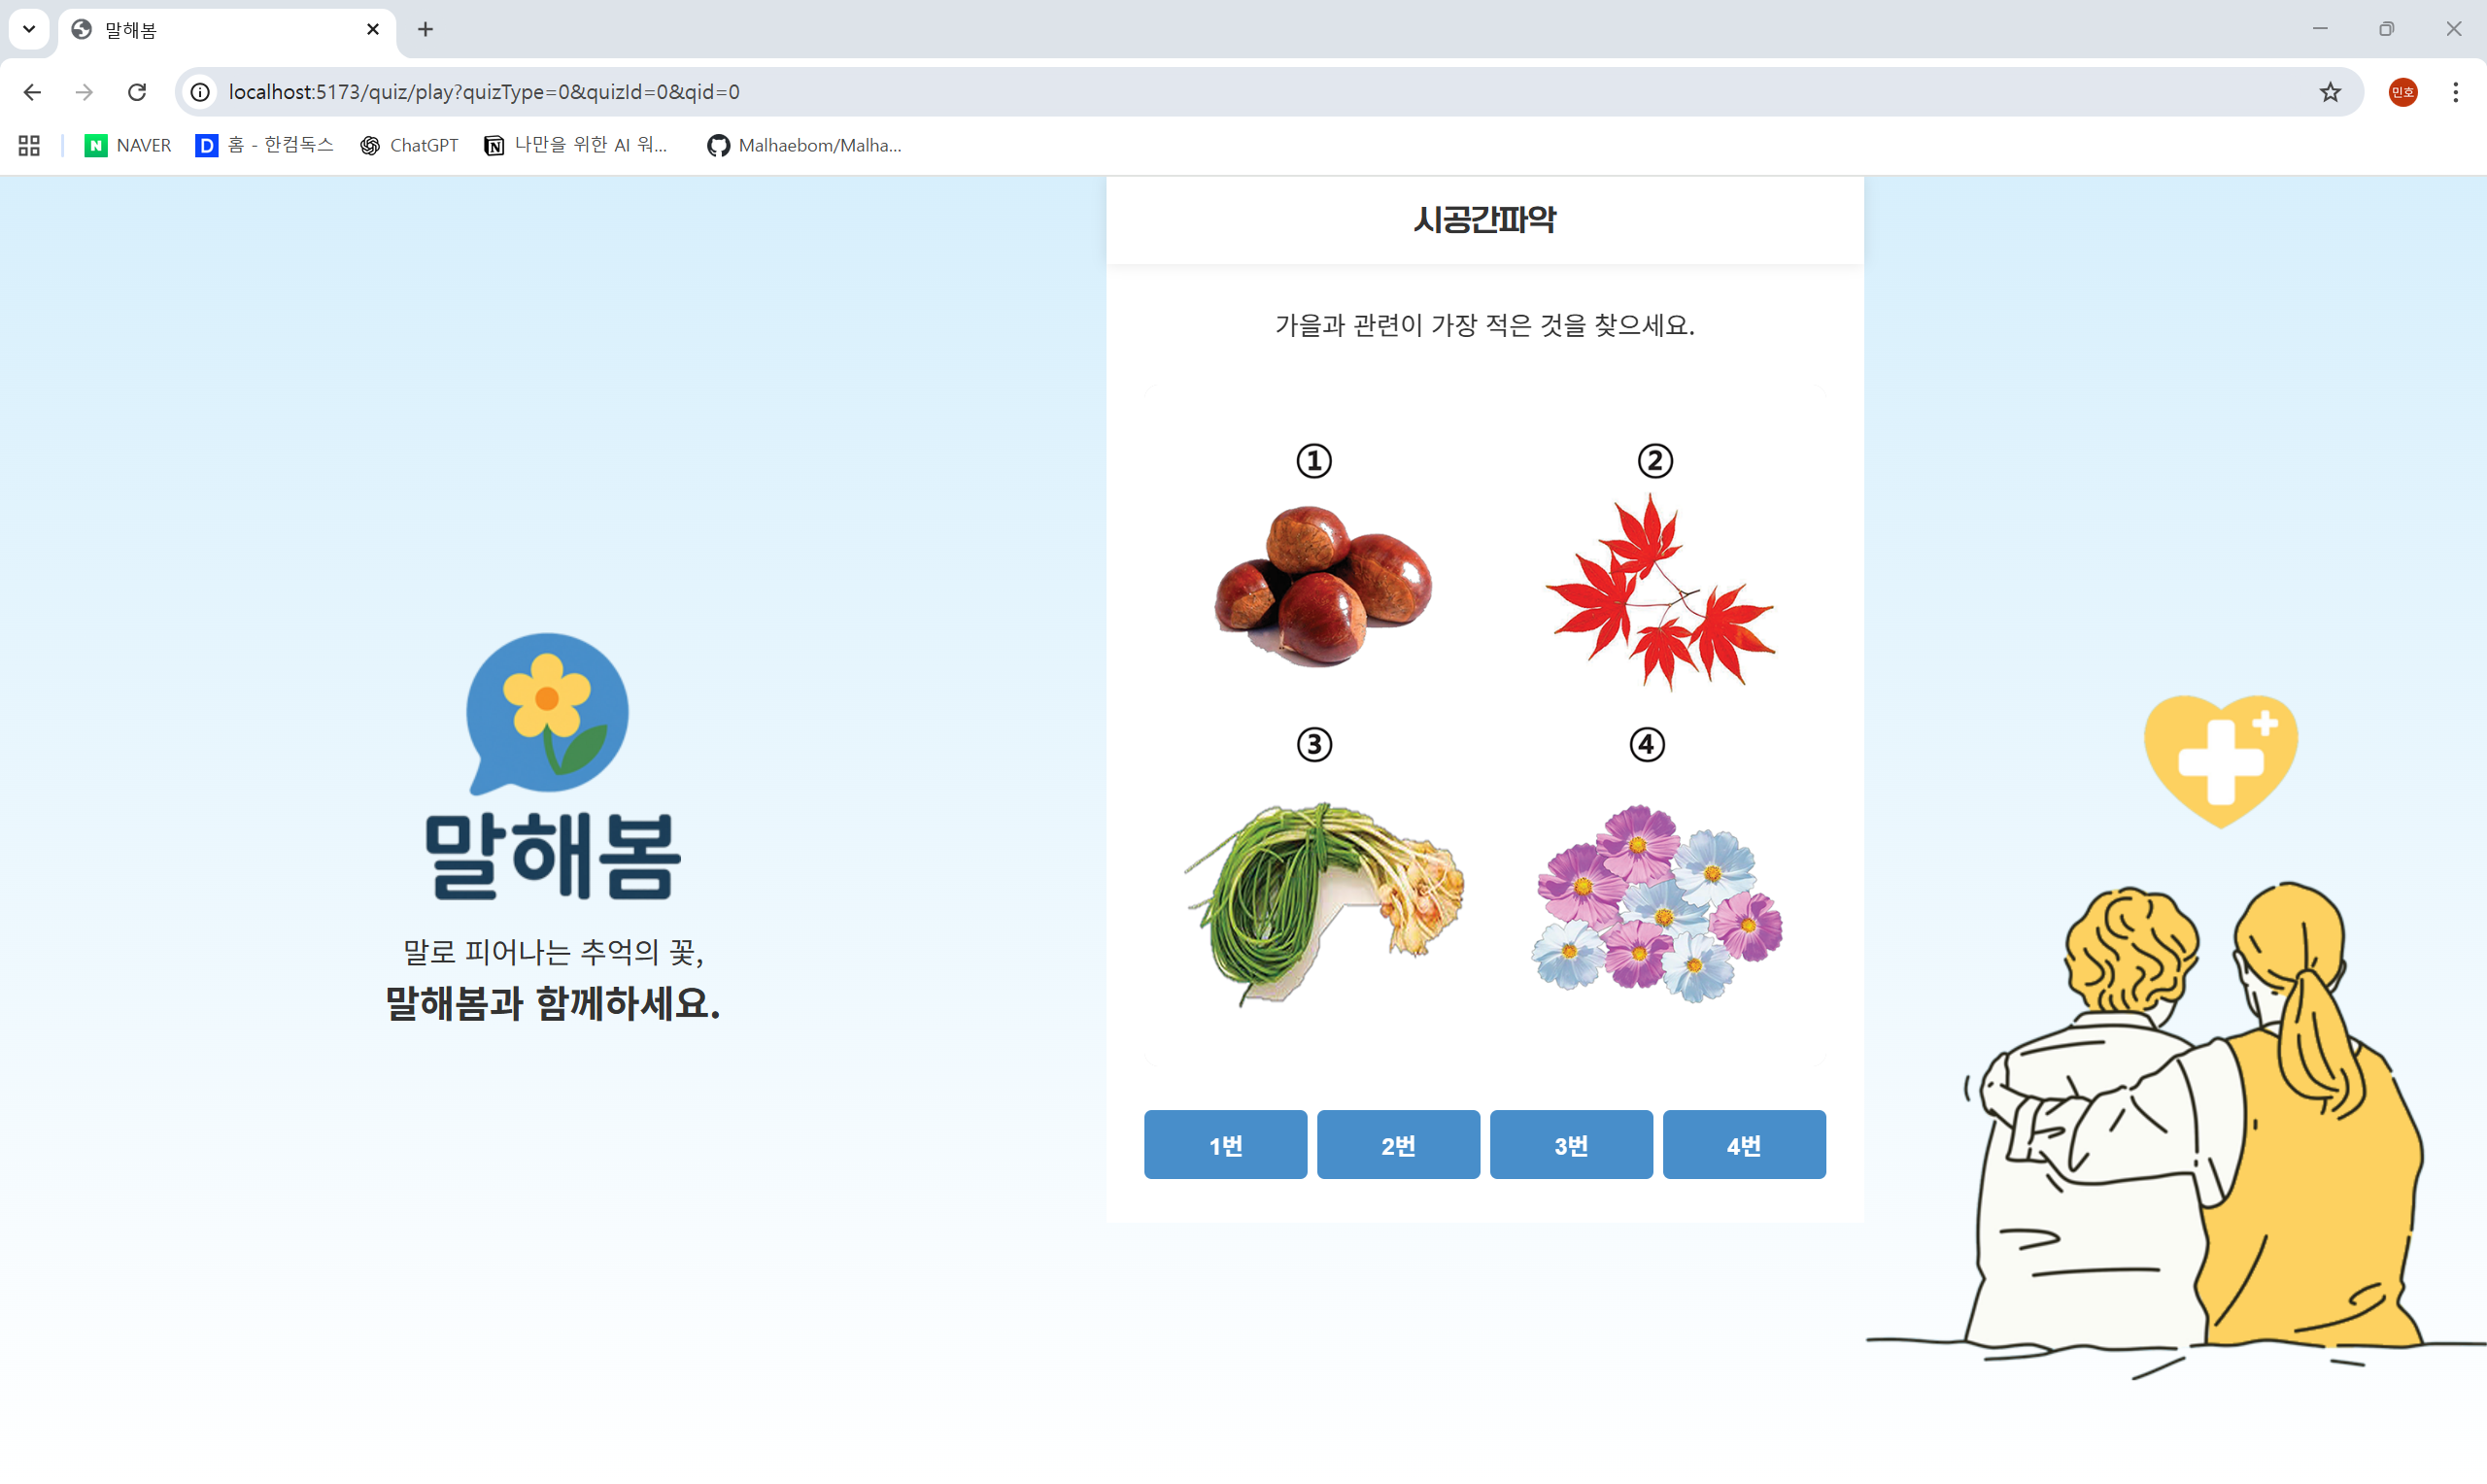 말해봄
localhost:5173/quiz/play?quizType=0&quizId=0&qid=0
민호
NAVER
홈 - 한컴독스
ChatGPT
나만을 위한 AI 워...
Malhaebom/Malha...
시공간파악
가을과 관련이 가장 적은 것을 찾으세요.
① ②
③ ④
1번 2번 3번 4번
말해봄
말로 피어나는 추억의 꽃,
말해봄과 함께하세요.